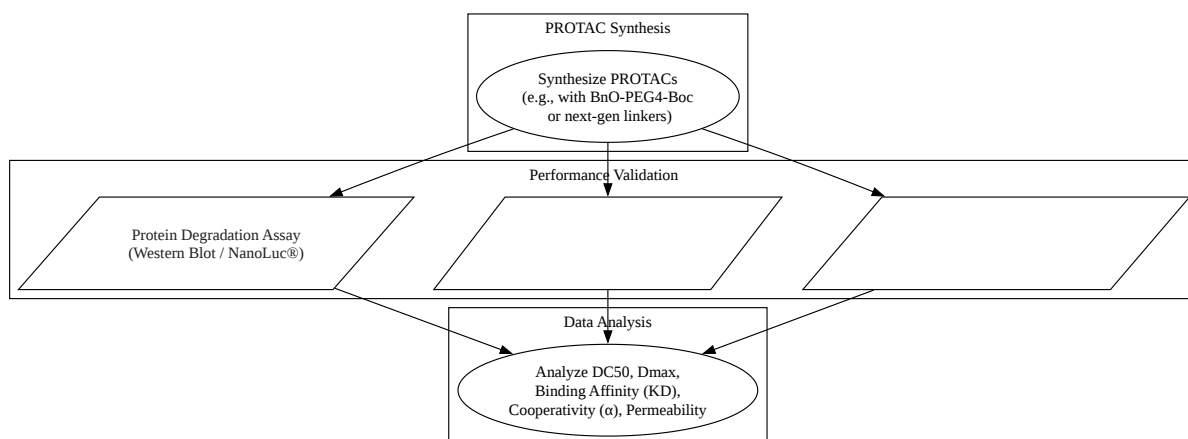 PROTAC Synthesis
Synthesize PROTACs
(e.g., with BnO-PEG4-Boc
or next-gen linkers)
Performance Validation
Protein Degradation Assay
(Western Blot / NanoLuc®)
Data Analysis
Analyze DC50, Dmax,
Binding Affinity (KD),
Cooperativity (α), Permeability